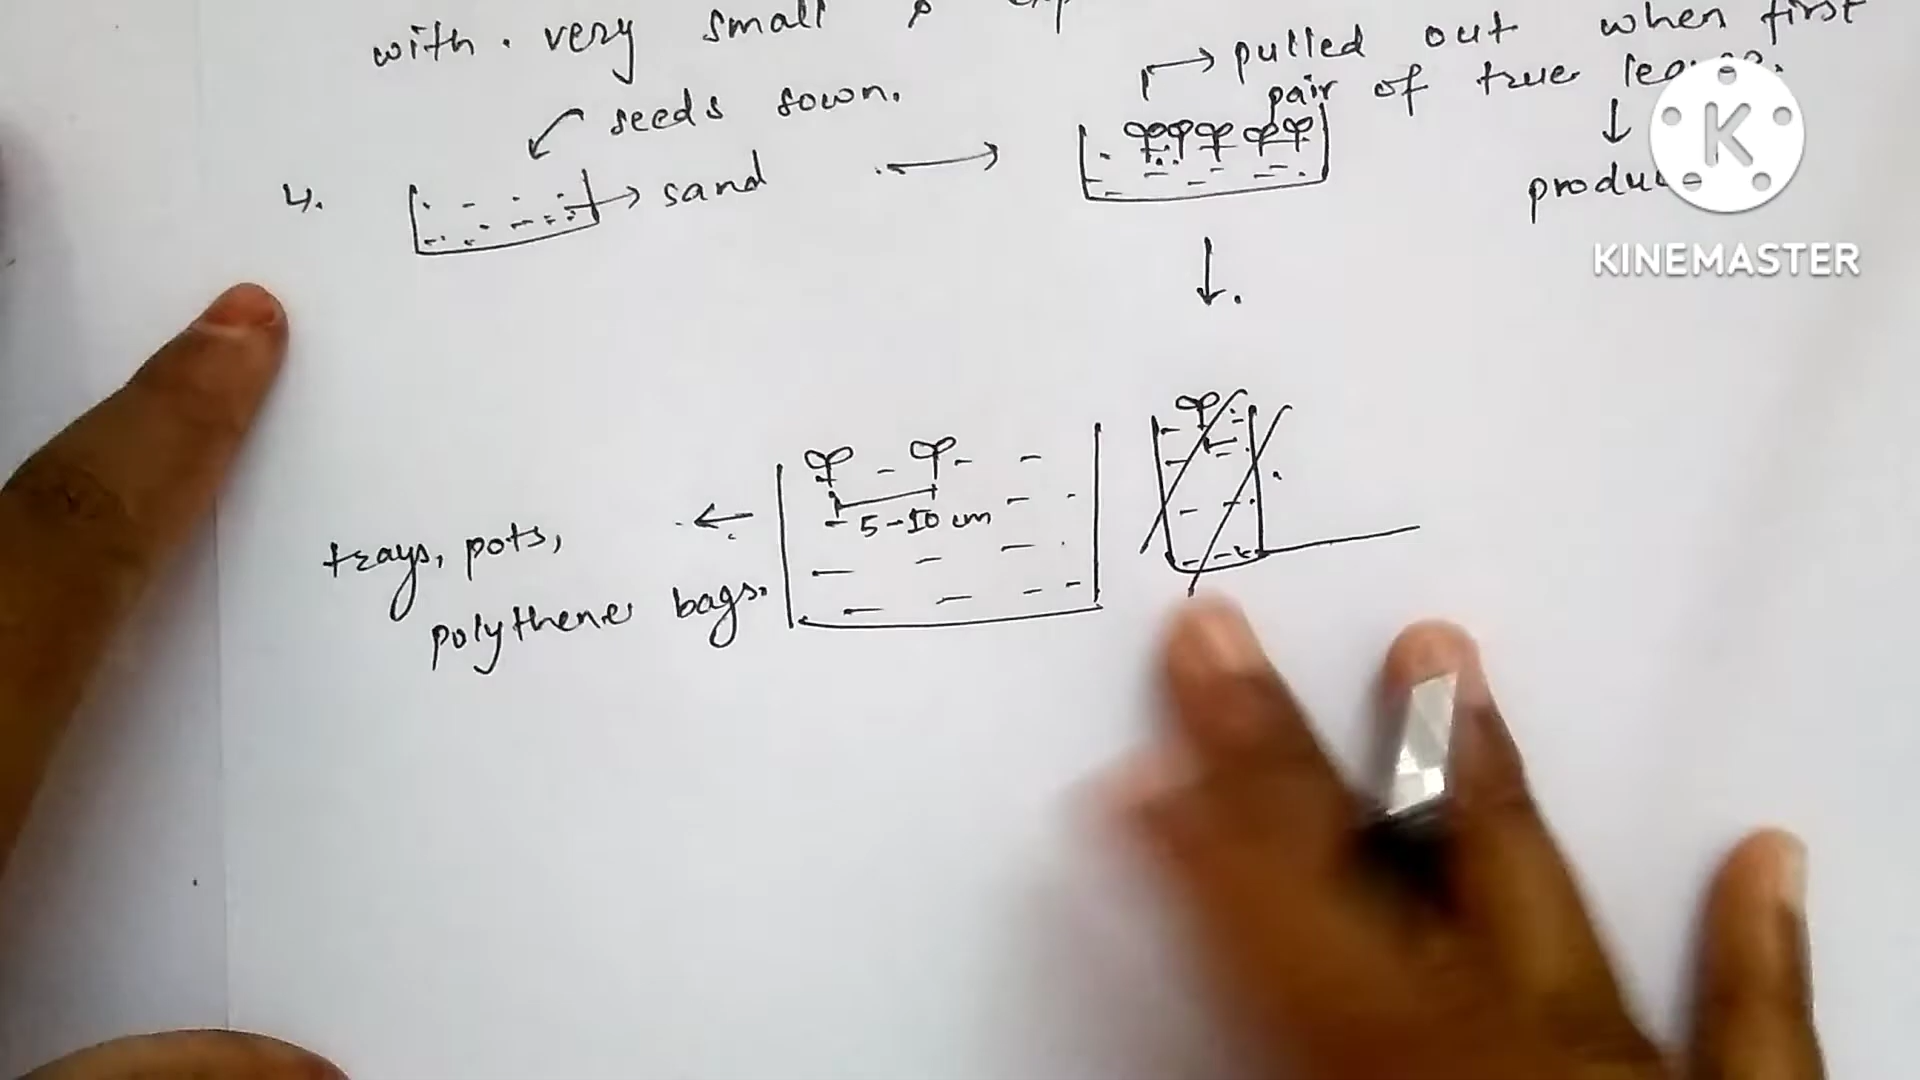 with. very small
→ pulled out when first
pair of true
seeds sown.
4.
→ sand
↓
↓
5-10 cm
trays, pots,
polythene bags.
K
KINEMASTER